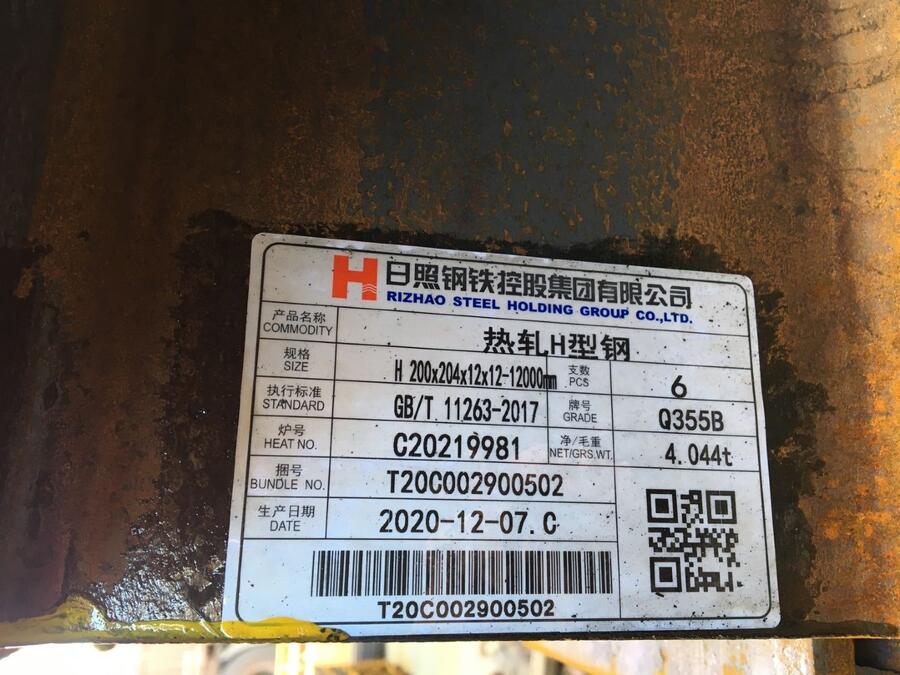 H 日照钢铁控股集团有限公司
RIZHAO STEEL HOLDING GROUP CO.,LTD.
产品名称
COMMODITY
热轧H型钢
规格
SIZE
H 200x204x12x12-12000mm
支数
PCS
6
执行标准
STANDARD
GB/T 11263-2017
牌号
GRADE
Q355B
炉号
HEAT NO.
C20219981
净/毛重
NET/GRS.WT.
4.044t
捆号
BUNDLE NO.
T20C002900502
生产日期
DATE
2020-12-07.C
T20C002900502